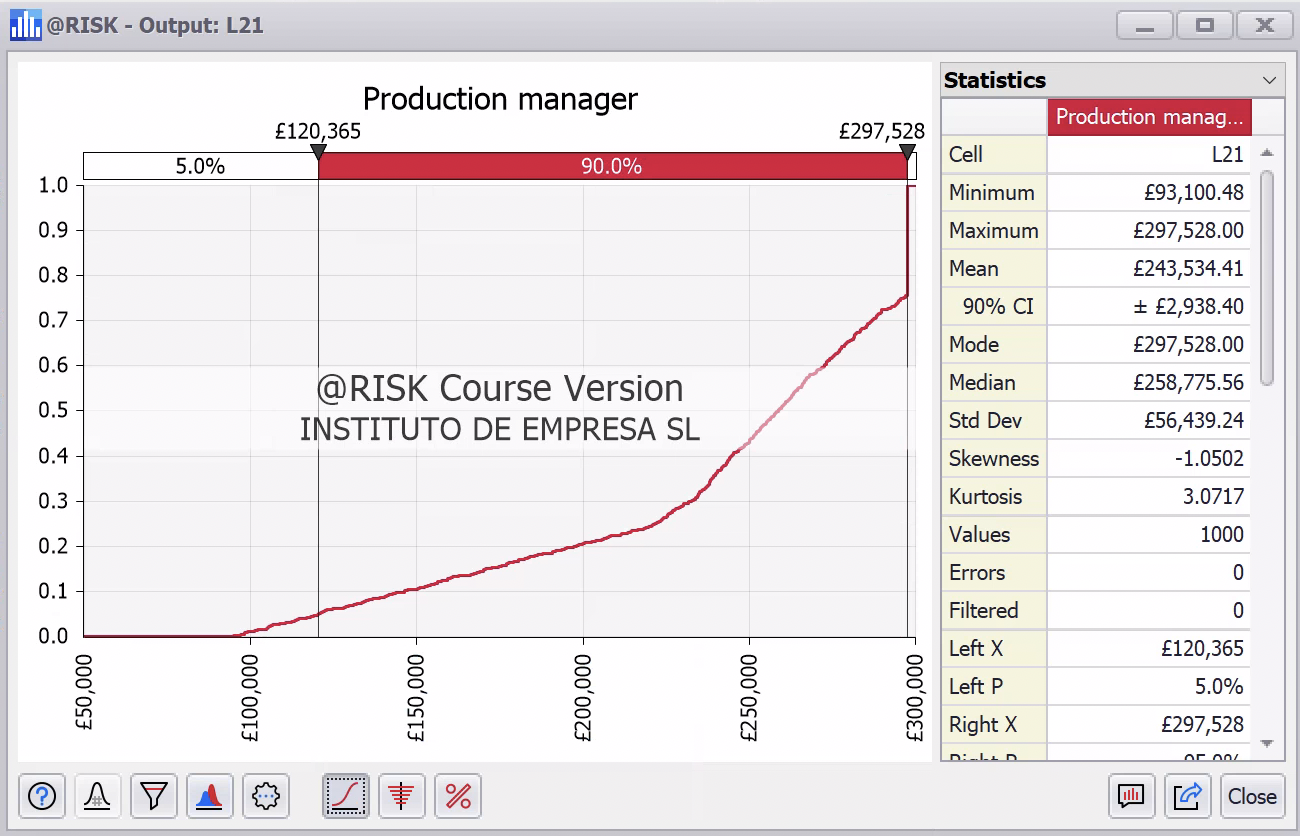 @RISK - Output: L21
Production manager
£120,365 £297,528
5.0% 90.0%
1.0
0.9
0.8
0.7
0.6
0.5
0.4
0.3
0.2
0.1
0.0
£50,000 £100,000 £150,000 £200,000 £250,000 £300,000
@RISK Course Version
INSTITUTO DE EMPRESA SL
Statistics
Production manag...
Cell L21
Minimum £93,100.48
Maximum £297,528.00
Mean £243,534.41
90% CI ± £2,938.40
Mode £297,528.00
Median £258,775.56
Std Dev £56,439.24
Skewness -1.0502
Kurtosis 3.0717
Values 1000
Errors 0
Filtered 0
Left X £120,365
Left P 5.0%
Right X £297,528
Right P 95.0%
?
%
Close